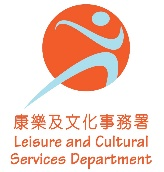 康樂及文化事務署
Leisure and Cultural
Services Department